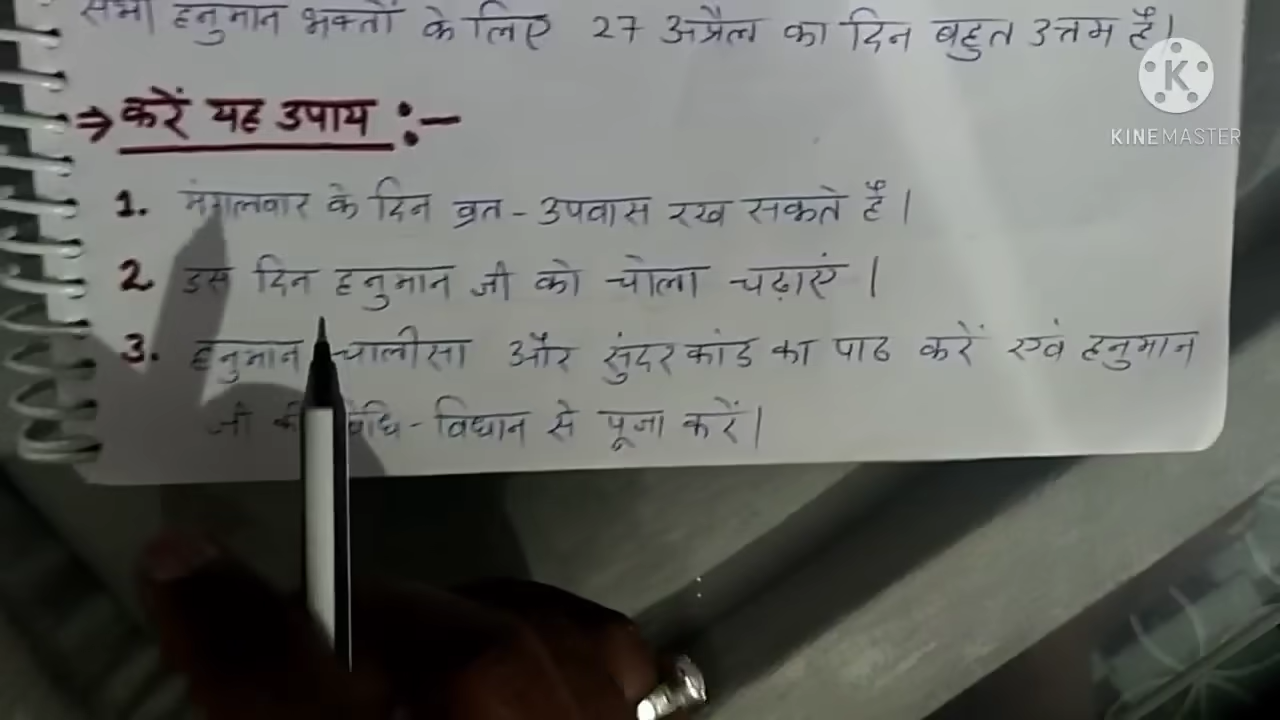 सभी हनुमान भक्तों के लिए 27 अप्रैल का दिन बहुत उत्तम है।
⇒ करें यह उपाय :-
1. मंगलवार के दिन व्रत - उपवास रख सकते हैं।
2. इस दिन हनुमान जी को चोला चढ़ाएं।
3. हनुमान चालीसा और सुंदरकांड का पाठ करें एवं हनुमान
जी की विधि - विधान से पूजा करें।
K
KINEMASTER